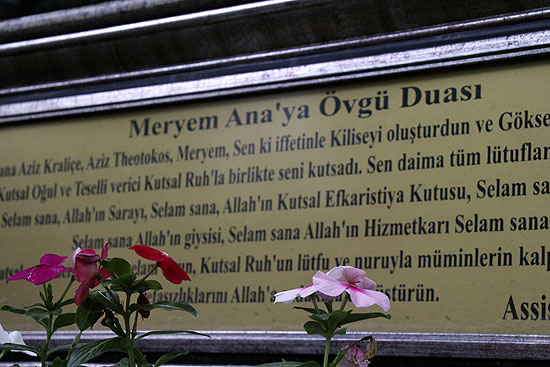 Meryem Ana'ya Övgü Duası
ana Aziz Kraliçe, Aziz Theotokos, Meryem, Sen ki iffetinle Kiliseyi oluşturdun ve Gökse
Kutsal Oğul ve Teselli verici Kutsal Ruh'la birlikte seni kutsadı. Sen daima tüm lütufla
Selam sana, Allah'ın Sarayı, Selam sana, Allah'ın Kutsal Efkaristiya Kutusu, Selam sa
Selam sana Allah'ın giysisi, Selam sana Allah'ın Hizmetkarı Selam sana
Kutsal Ruh'un lütfu ve nuruyla müminlerin kalp
Allah'a
Assis